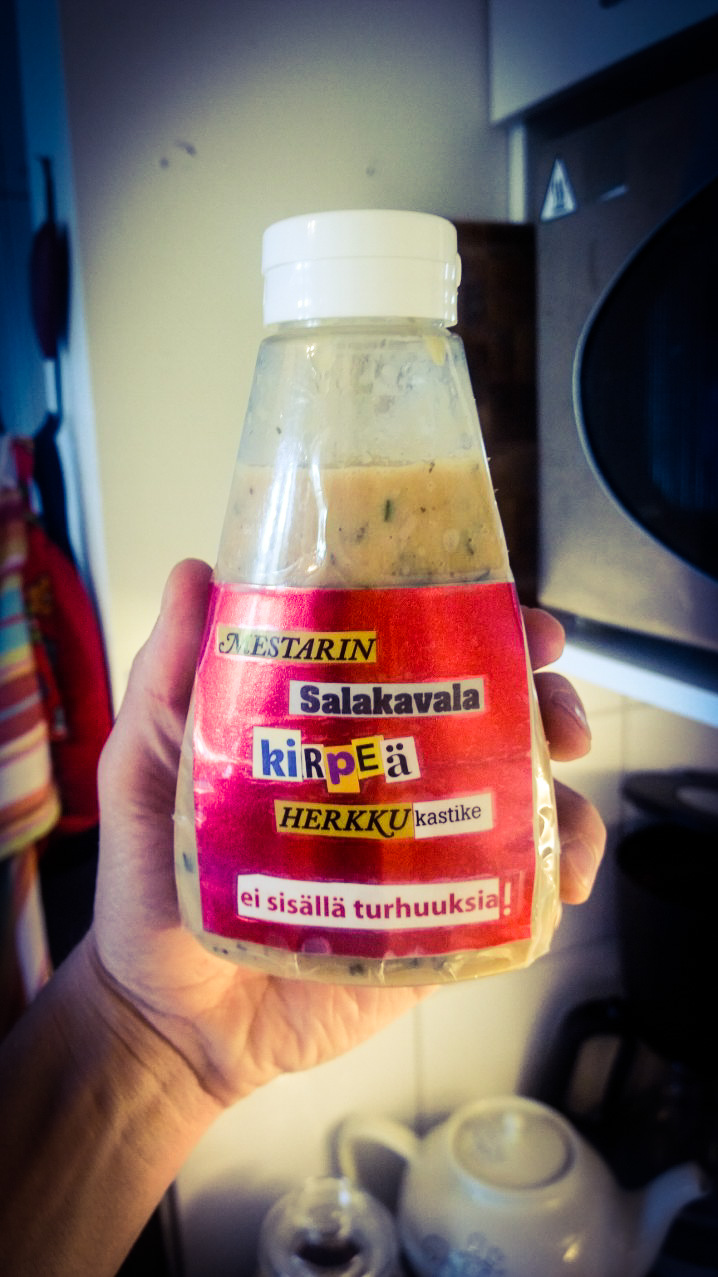 MESTARIN
Salakavala
kiRpEä
HERKKUkastike
ei sisällä turhuuksia!